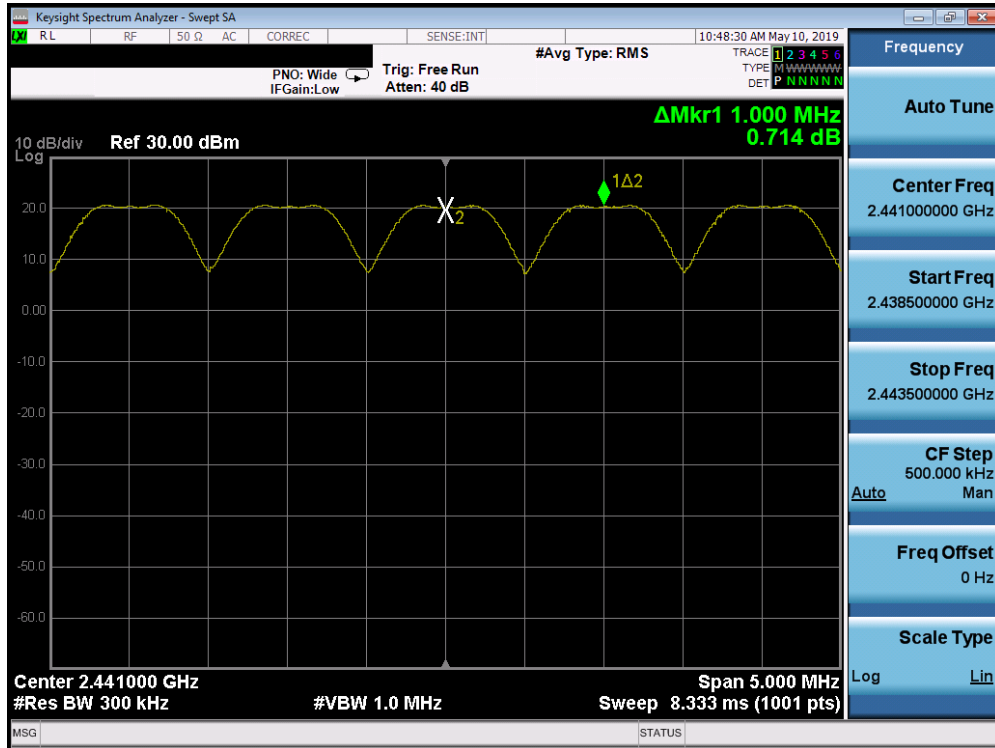 Keysight Spectrum Analyzer - Swept SA
LXI RL RF 50 Ω AC CORREC SENSE:INT 10:48:30 AM May 10, 2019
#Avg Type: RMS TRACE 1 2 3 4 5 6
PNO: Wide Trig: Free Run TYPE M WWWWW
IFGain:Low Atten: 40 dB DET P N N N N N
ΔMkr1 1.000 MHz
0.714 dB
10 dB/div Ref 30.00 dBm
Log
1Δ2
20.0
2
10.0
0.00
-10.0
-20.0
-30.0
-40.0
-50.0
-60.0
Center 2.441000 GHz Span 5.000 MHz
#Res BW 300 kHz #VBW 1.0 MHz Sweep 8.333 ms (1001 pts)
MSG STATUS
Frequency
Auto Tune
Center Freq
2.441000000 GHz
Start Freq
2.438500000 GHz
Stop Freq
2.443500000 GHz
CF Step
500.000 kHz
Auto Man
Freq Offset
0 Hz
Scale Type
Log Lin